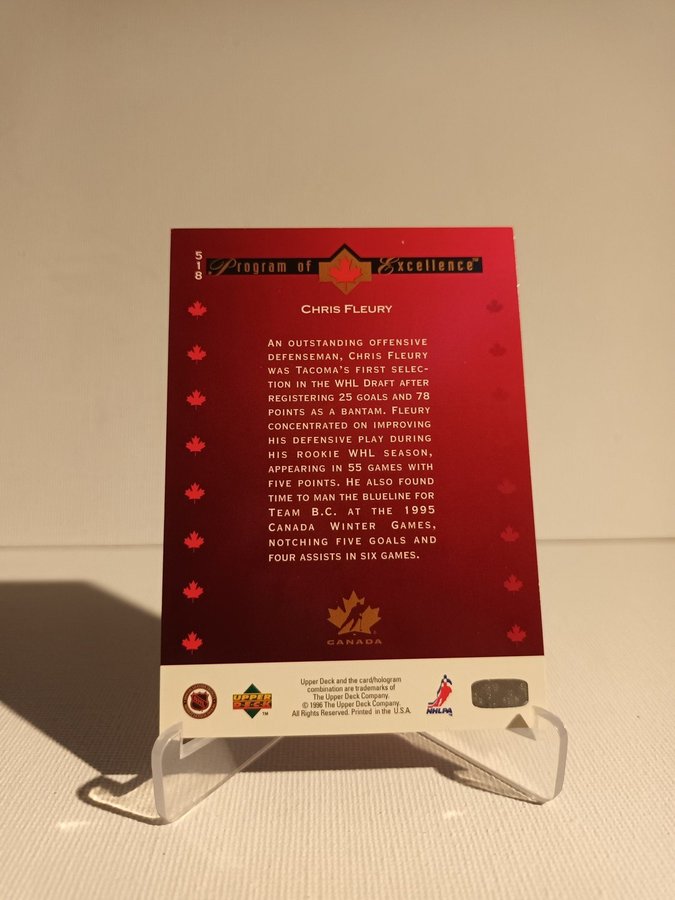 518
Program of Excellence™
CHRIS FLEURY
AN OUTSTANDING OFFENSIVE
DEFENSEMAN, CHRIS FLEURY
WAS TACOMA'S FIRST SELEC-
TION IN THE WHL DRAFT AFTER
REGISTERING 25 GOALS AND 78
POINTS AS A BANTAM. FLEURY
CONCENTRATED ON IMPROVING
HIS DEFENSIVE PLAY DURING
HIS ROOKIE WHL SEASON,
APPEARING IN 55 GAMES WITH
FIVE POINTS. HE ALSO FOUND
TIME TO MAN THE BLUELINE FOR
TEAM B.C. AT THE 1995
CANADA WINTER GAMES,
NOTCHING FIVE GOALS AND
FOUR ASSISTS IN SIX GAMES.
CANADA
Upper Deck and the card/hologram
combination are trademarks of
The Upper Deck Company.
© 1996 The Upper Deck Company.
All Rights Reserved. Printed in the U.S.A.
NHL
UPPER
DECK
™
NHLPA